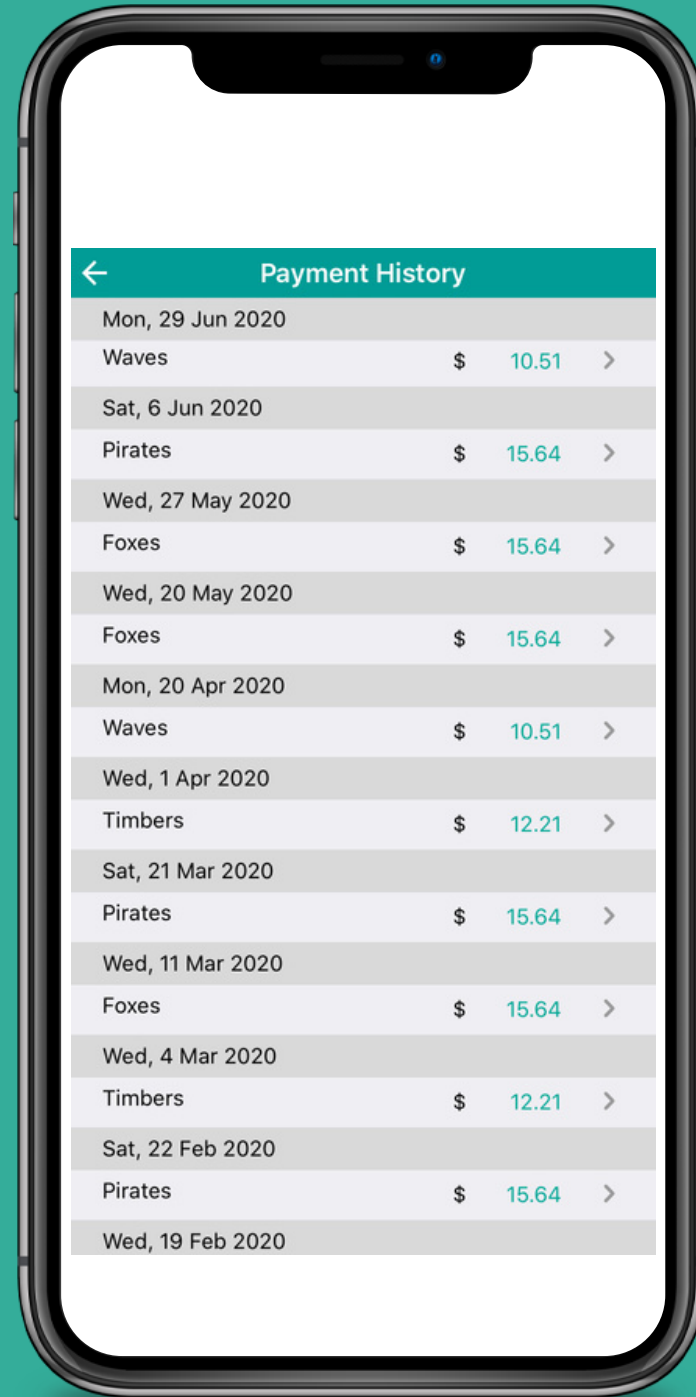 Payment History
Mon, 29 Jun 2020
Waves $ 10.51
Sat, 6 Jun 2020
Pirates $ 15.64
Wed, 27 May 2020
Foxes $ 15.64
Wed, 20 May 2020
Foxes $ 15.64
Mon, 20 Apr 2020
Waves $ 10.51
Wed, 1 Apr 2020
Timbers $ 12.21
Sat, 21 Mar 2020
Pirates $ 15.64
Wed, 11 Mar 2020
Foxes $ 15.64
Wed, 4 Mar 2020
Timbers $ 12.21
Sat, 22 Feb 2020
Pirates $ 15.64
Wed, 19 Feb 2020